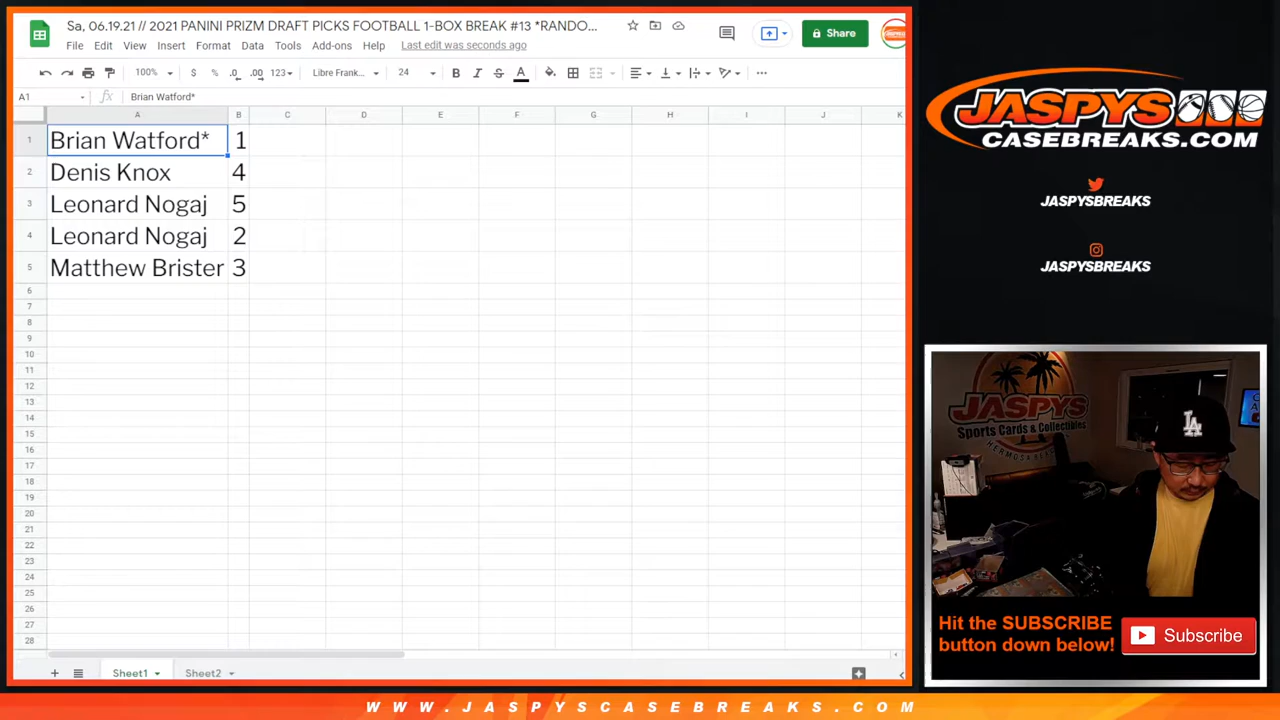 Sa, 06.19.21 // 2021 PANINI PRIZM DRAFT PICKS FOOTBALL 1-BOX BREAK #13 *RANDO...
File Edit View Insert Format Data Tools Add-ons Help Last edit was seconds ago
Share
100% $ % .0 .00 123 Libre Frank... 24 B I S A
A1 fx Brian Watford*
A B C D E F G H I J K
1 Brian Watford* 1
2 Denis Knox 4
3 Leonard Nogaj 5
4 Leonard Nogaj 2
5 Matthew Brister 3
6
7
8
9
10
11
12
13
14
15
16
17
18
19
20
21
22
23
24
25
26
27
28
Sheet1 Sheet2
JASPYS
CASEBREAKS.COM
JASPYSBREAKS
JASPYSBREAKS
JASPYS
Sports Cards & Collectibles
HERMOSA BEACH
LA
Hit the SUBSCRIBE
button down below!
Subscribe
WWW.JASPYSCASEBREAKS.COM